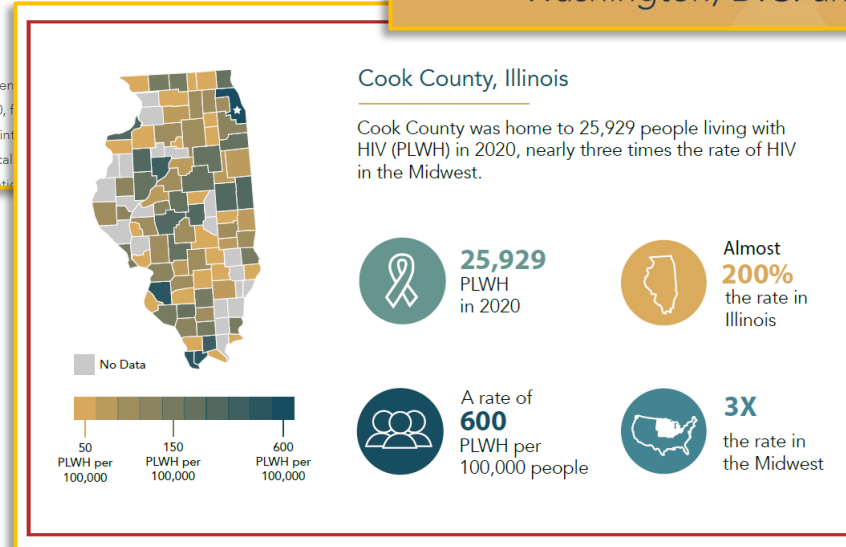 Washington, D.C. an
Cook County, Illinois
Cook County was home to 25,929 people living with
HIV (PLWH) in 2020, nearly three times the rate of HIV
in the Midwest.
25,929
PLWH
in 2020
Almost
200%
the rate in
Illinois
A rate of
600
PLWH per
100,000 people
3X
the rate in
the Midwest
No Data
50
PLWH per
100,000
150
PLWH per
100,000
600
PLWH per
100,000